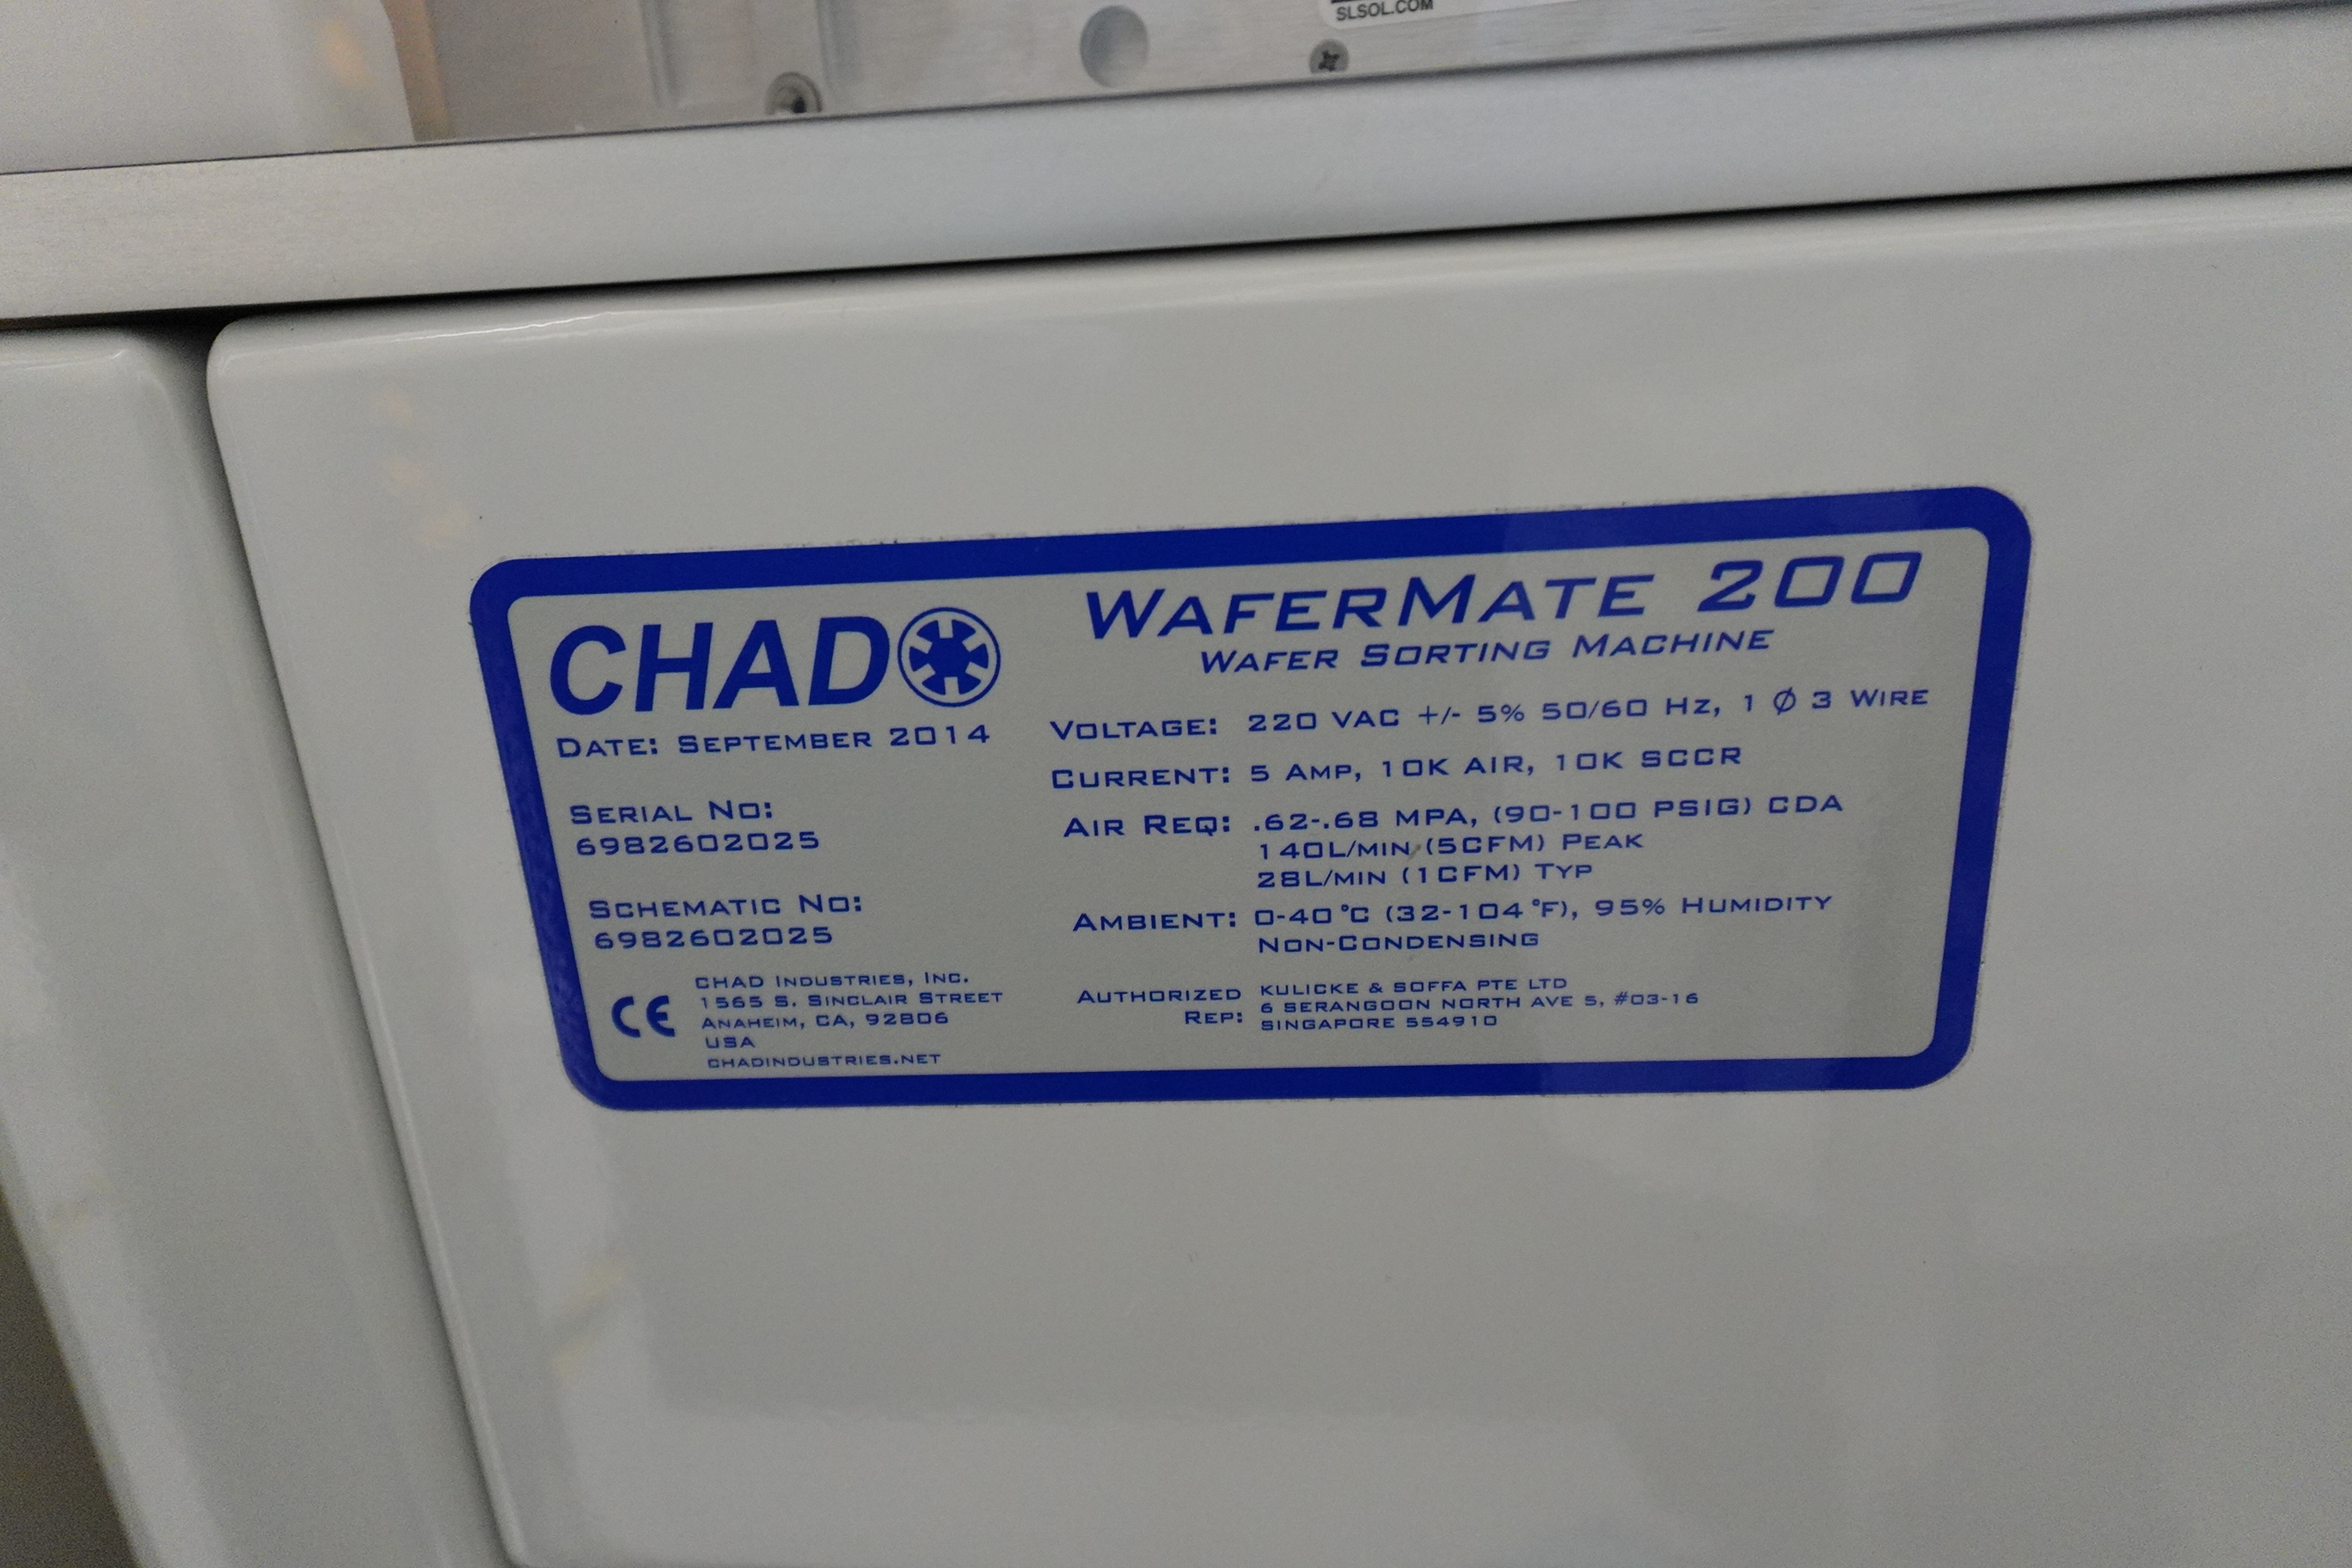 SLSOL.COM
CHAD
DATE: SEPTEMBER 2014
SERIAL NO:
6982602025
SCHEMATIC NO:
6982602025
CE
CHAD INDUSTRIES, INC.
1565 S. SINCLAIR STREET
ANAHEIM, CA, 92806
USA
CHADINDUSTRIES.NET
WAFERMATE 200
WAFER SORTING MACHINE
VOLTAGE: 220 VAC +/- 5% 50/60 HZ, 1 Ø 3 WIRE
CURRENT: 5 AMP, 10K AIR, 10K SCCR
AIR REQ: .62-.68 MPA, (90-100 PSIG) CDA
140L/MIN (5CFM) PEAK
28L/MIN (1CFM) TYP
AMBIENT: 0-40°C (32-104°F), 95% HUMIDITY
NON-CONDENSING
AUTHORIZED REP: KULICKE & SOFFA PTE LTD
6 SERANGOON NORTH AVE 5, #03-16
SINGAPORE 554910